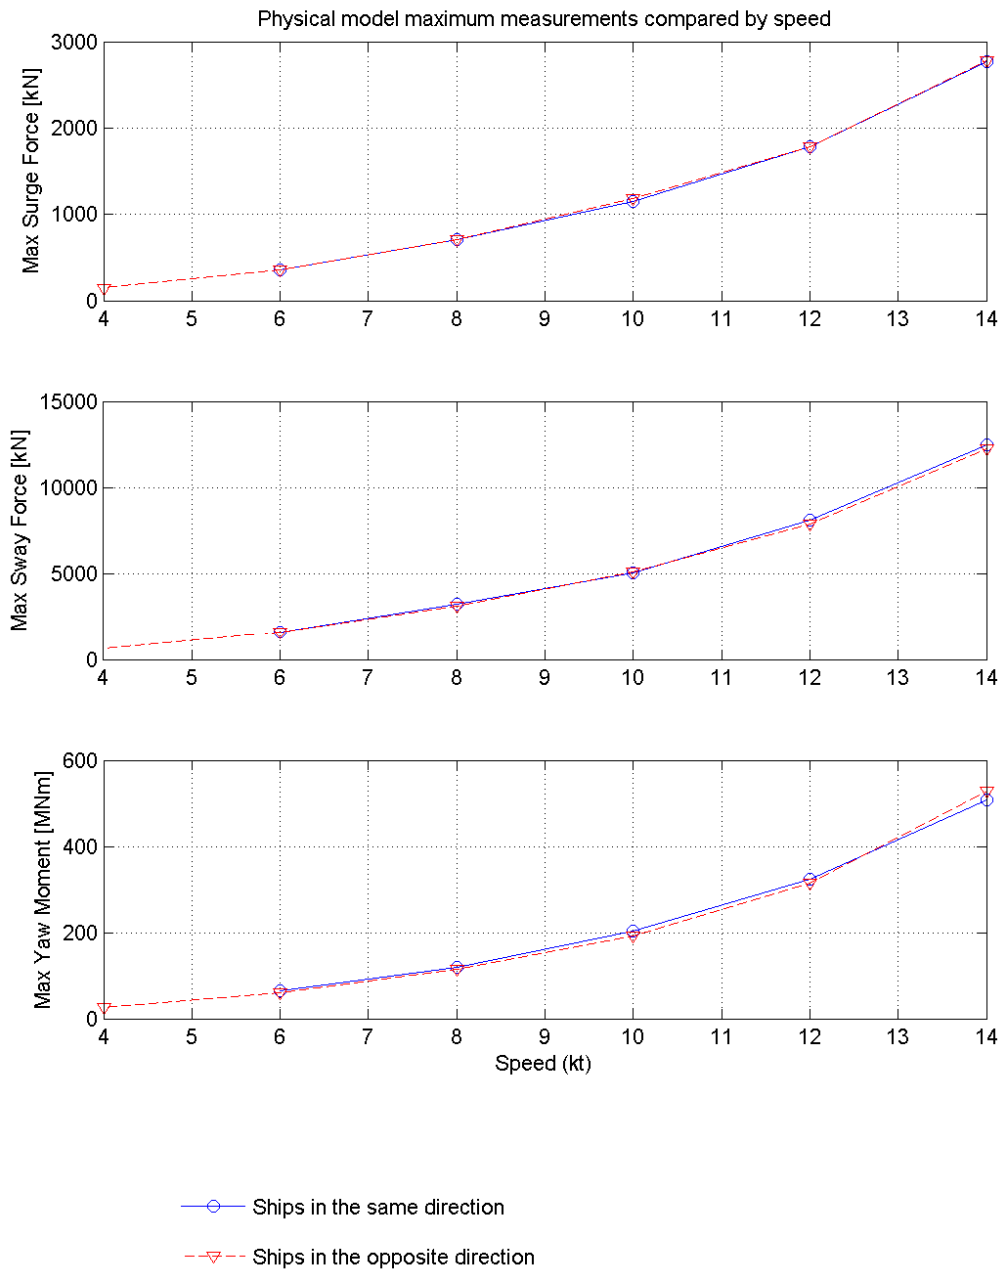 Physical model maximum measurements compared by speed
Max Surge Force [kN]
3000
2000
1000
0
4 5 6 7 8 9 10 11 12 13 14
Max Sway Force [kN]
15000
10000
5000
0
4 5 6 7 8 9 10 11 12 13 14
Max Yaw Moment [MNm]
600
400
200
0
4 5 6 7 8 9 10 11 12 13 14
Speed (kt)
Ships in the same direction
Ships in the opposite direction